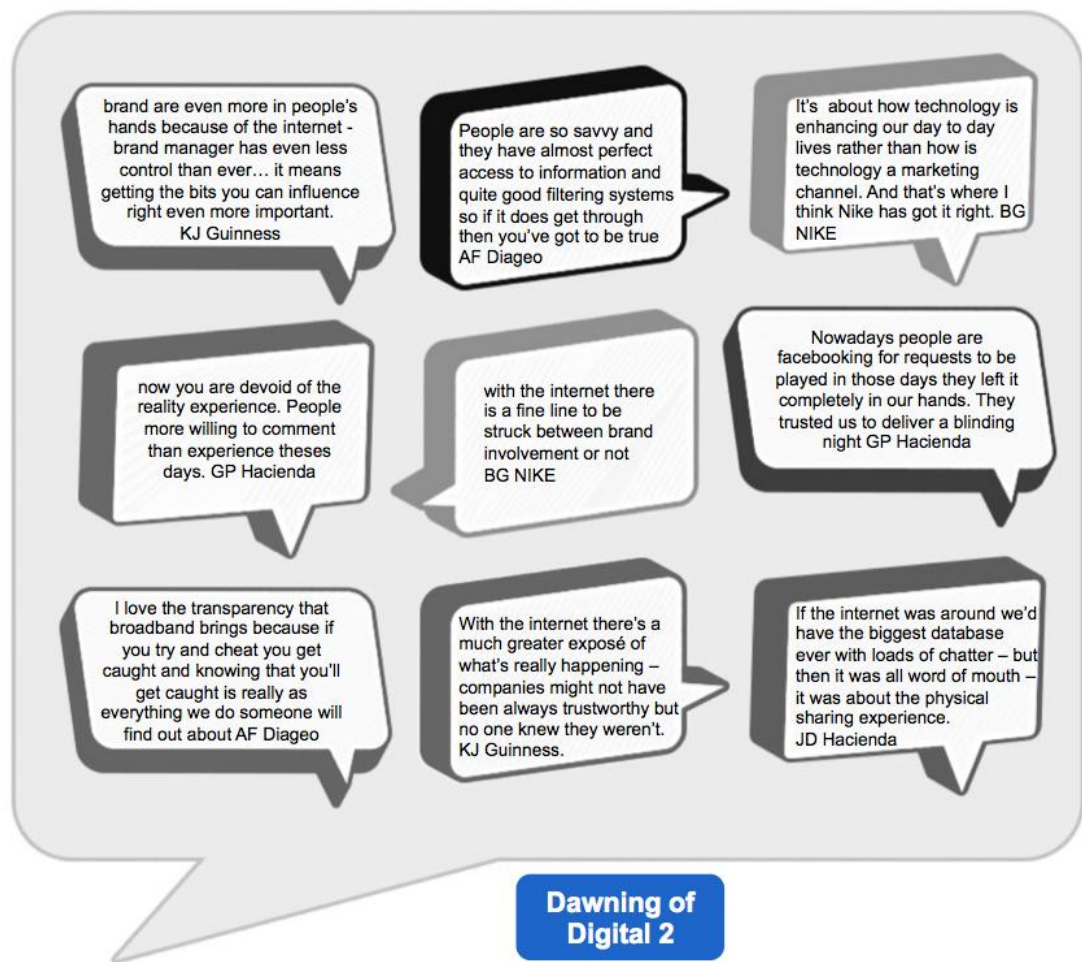 brand are even more in people's
hands because of the internet -
brand manager has even less
control than ever… it means
getting the bits you can influence
right even more important.
KJ Guinness
People are so savvy and
they have almost perfect
access to information and
quite good filtering systems
so if it does get through
then you've got to be true
AF Diageo
It's  about how technology is
enhancing our day to day
lives rather than how is
technology a marketing
channel. And that's where I
think Nike has got it right. BG
NIKE
now you are devoid of the
reality experience. People
more willing to comment
than experience theses
days. GP Hacienda
with the internet there
is a fine line to be
struck between brand
involvement or not
BG NIKE
Nowadays people are
facebooking for requests to be
played in those days they left it
completely in our hands. They
trusted us to deliver a blinding
night GP Hacienda
I love the transparency that
broadband brings because if
you try and cheat you get
caught and knowing that you'll
get caught is really as
everything we do someone will
find out about AF Diageo
With the internet there's a
much greater exposé of
what's really happening –
companies might not have
been always trustworthy but
no one knew they weren't.
KJ Guinness.
If the internet was around we'd
have the biggest database
ever with loads of chatter – but
then it was all word of mouth –
it was about the physical
sharing experience.
JD Hacienda
Dawning of
Digital 2